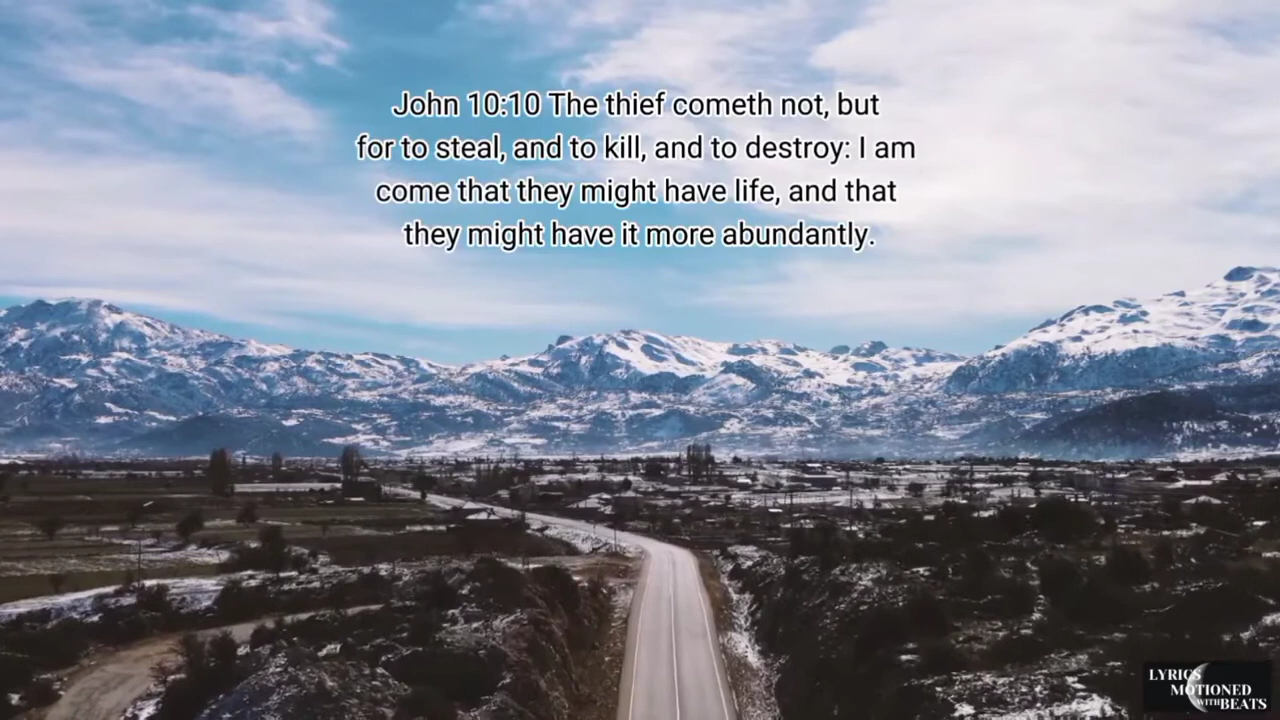 John 10:10 The thief cometh not, but
for to steal, and to kill, and to destroy: I am
come that they might have life, and that
they might have it more abundantly.
LYRICS
MOTIONED
WITH BEATS